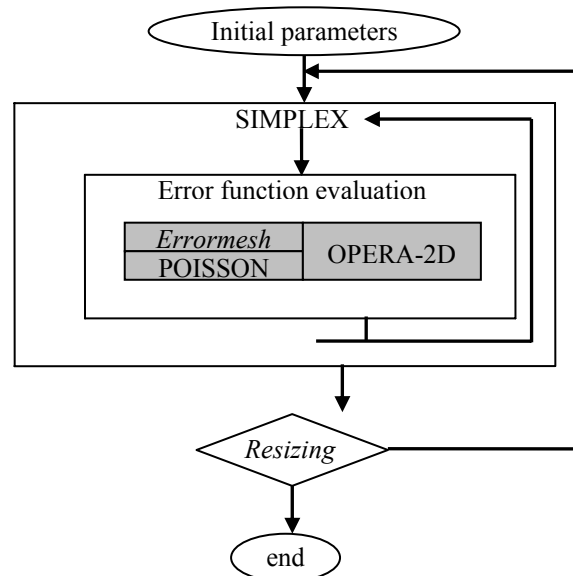 Initial parameters
SIMPLEX
Error function evaluation
Errormesh
POISSON
OPERA-2D
Resizing
end